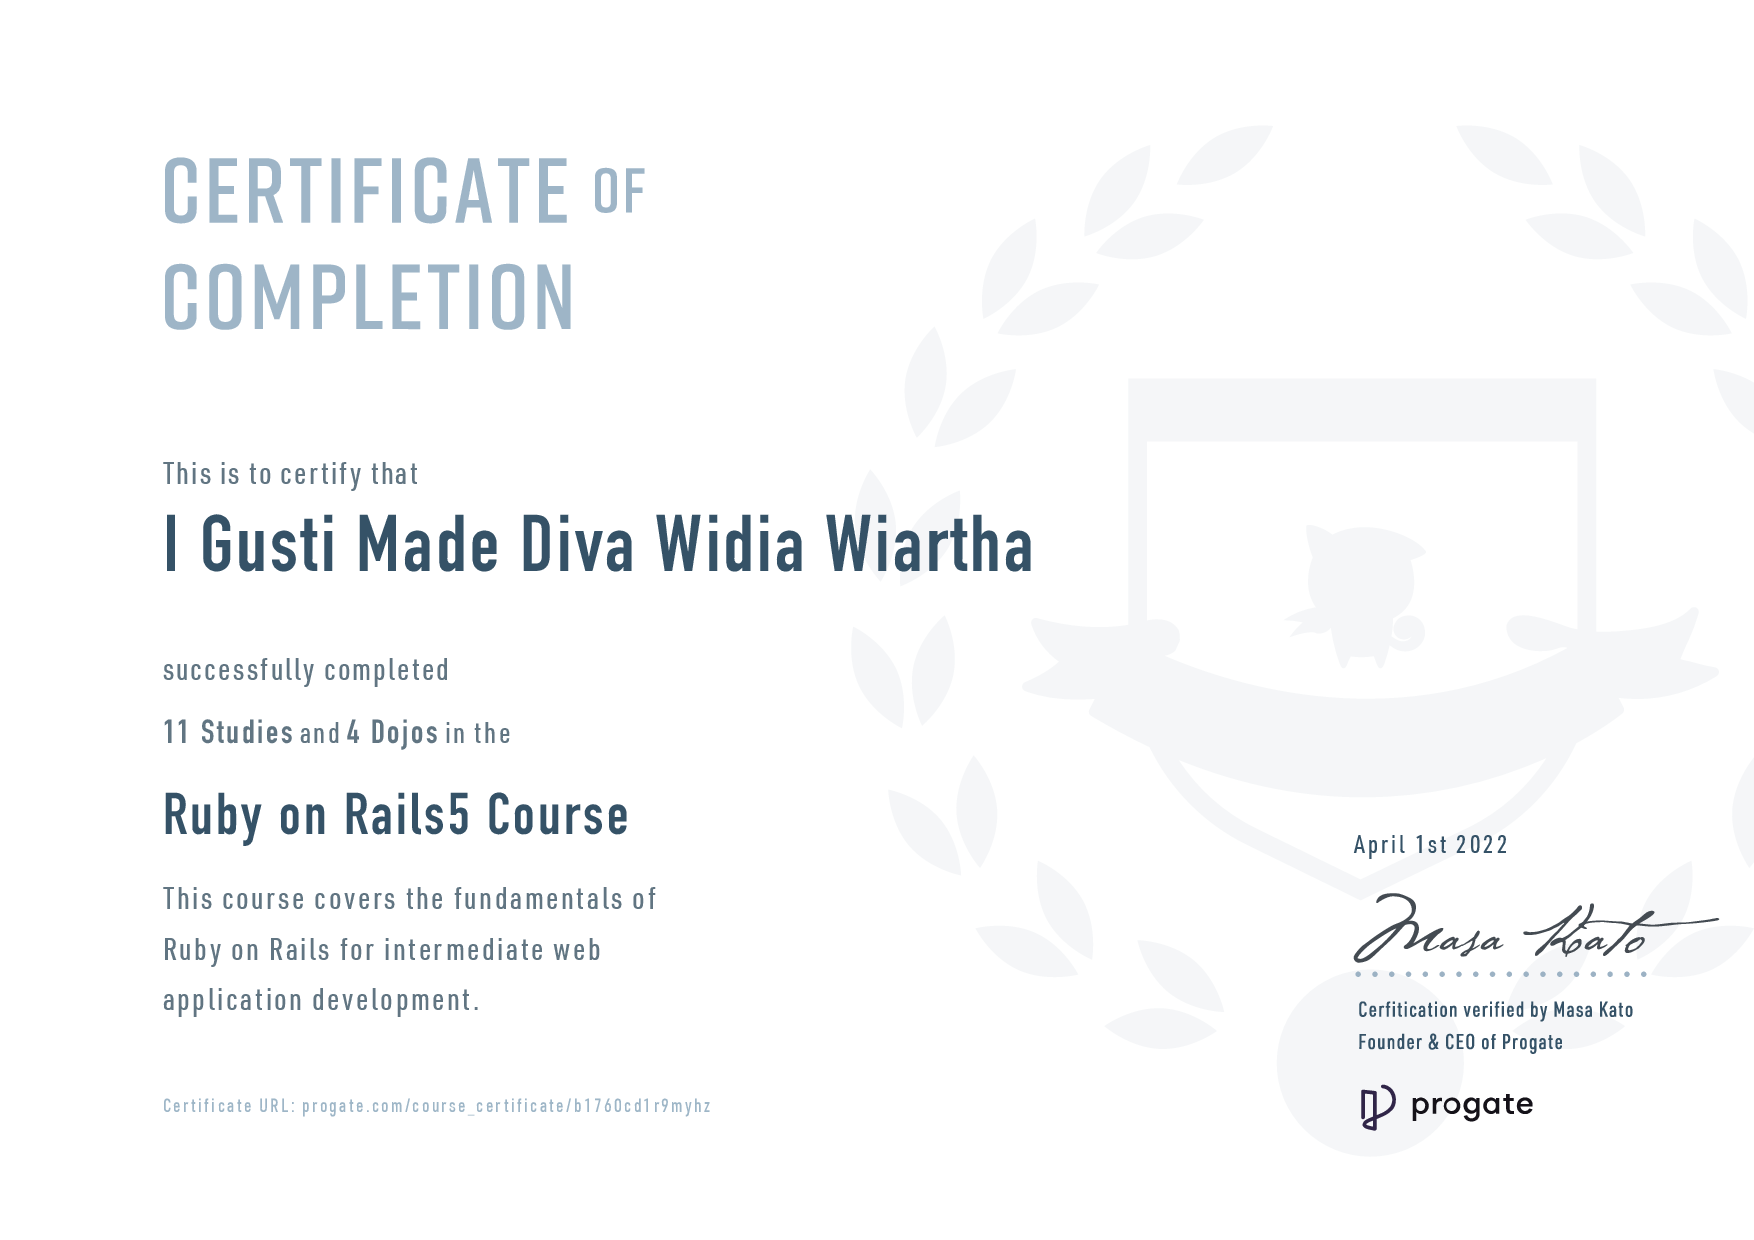 CERTIFICATE OF
COMPLETION
This is to certify that
I Gusti Made Diva Widia Wiartha
successfully completed
11 Studies and 4 Dojos in the
Ruby on Rails5 Course
This course covers the fundamentals of
Ruby on Rails for intermediate web
application development.
Certificate URL: progate.com/course_certificate/b1760cd1r9myhz
April 1st 2022
Masa Kato
Cerfitication verified by Masa Kato
Founder & CEO of Progate
progate